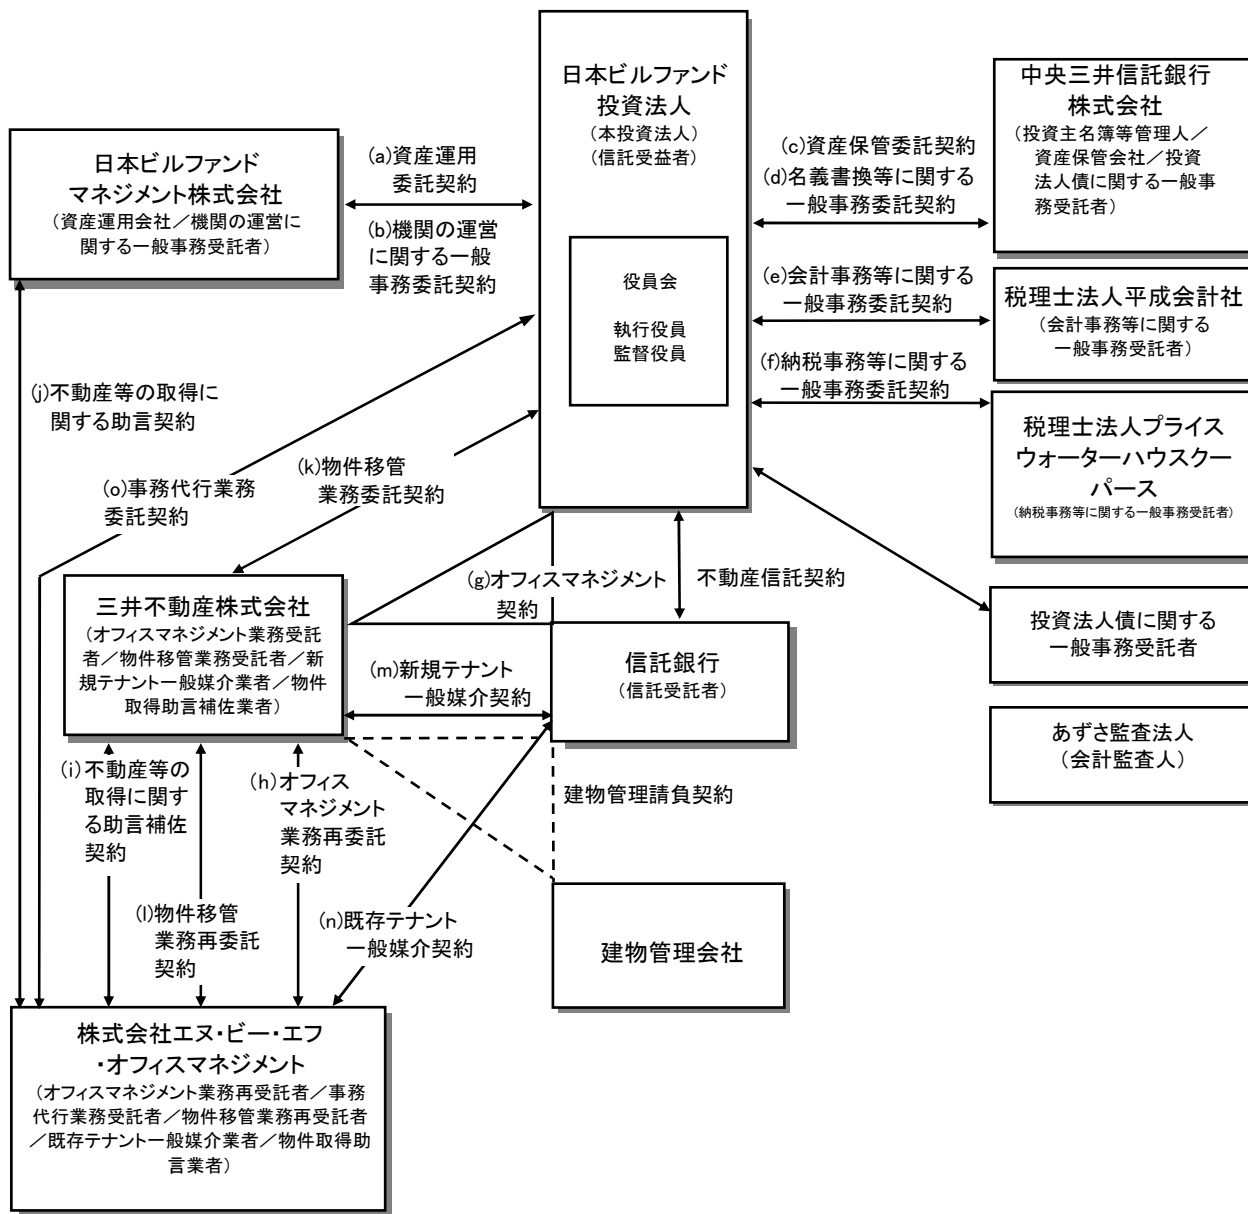 日本ビルファンド
投資法人
（本投資法人）
（信託受益者）
役員会
執行役員
監督役員
日本ビルファンド
マネジメント株式会社
（資産運用会社／機関の運営に
関する一般事務受託者）
(a)資産運用
委託契約
(b)機関の運営
に関する一般
事務委託契約
(c)資産保管委託契約
(d)名義書換等に関する
一般事務委託契約
中央三井信託銀行
株式会社
（投資主名簿等管理人／
資産保管会社／投資
法人債に関する一般事
務受託者）
(e)会計事務等に関する
一般事務委託契約
税理士法人平成会計社
（会計事務等に関する
一般事務受託者）
(f)納税事務等に関する
一般事務委託契約
税理士法人プライス
ウォーターハウスクー
パース
（納税事務等に関する一般事務受託者）
(j)不動産等の取得に
関する助言契約
(o)事務代行業務
委託契約
(k)物件移管
業務委託契約
(g)オフィスマネジメント
契約
不動産信託契約
三井不動産株式会社
（オフィスマネジメント業務受託
者／物件移管業務受託者／新
規テナント一般媒介業者／物件
取得助言補佐業者）
(m)新規テナント
一般媒介契約
信託銀行
（信託受託者）
投資法人債に関する
一般事務受託者
あずさ監査法人
（会計監査人）
(i)不動産等の
取得に関す
る助言補佐
契約
(l)物件移管
業務再委託
契約
(h)オフィス
マネジメント
業務再委託
契約
(n)既存テナント
一般媒介契約
建物管理請負契約
建物管理会社
株式会社エヌ・ビー・エフ
・オフィスマネジメント
（オフィスマネジメント業務再受託者／事務
代行業務受託者／物件移管業務再受託者
／既存テナント一般媒介業者／物件取得助
言業者）